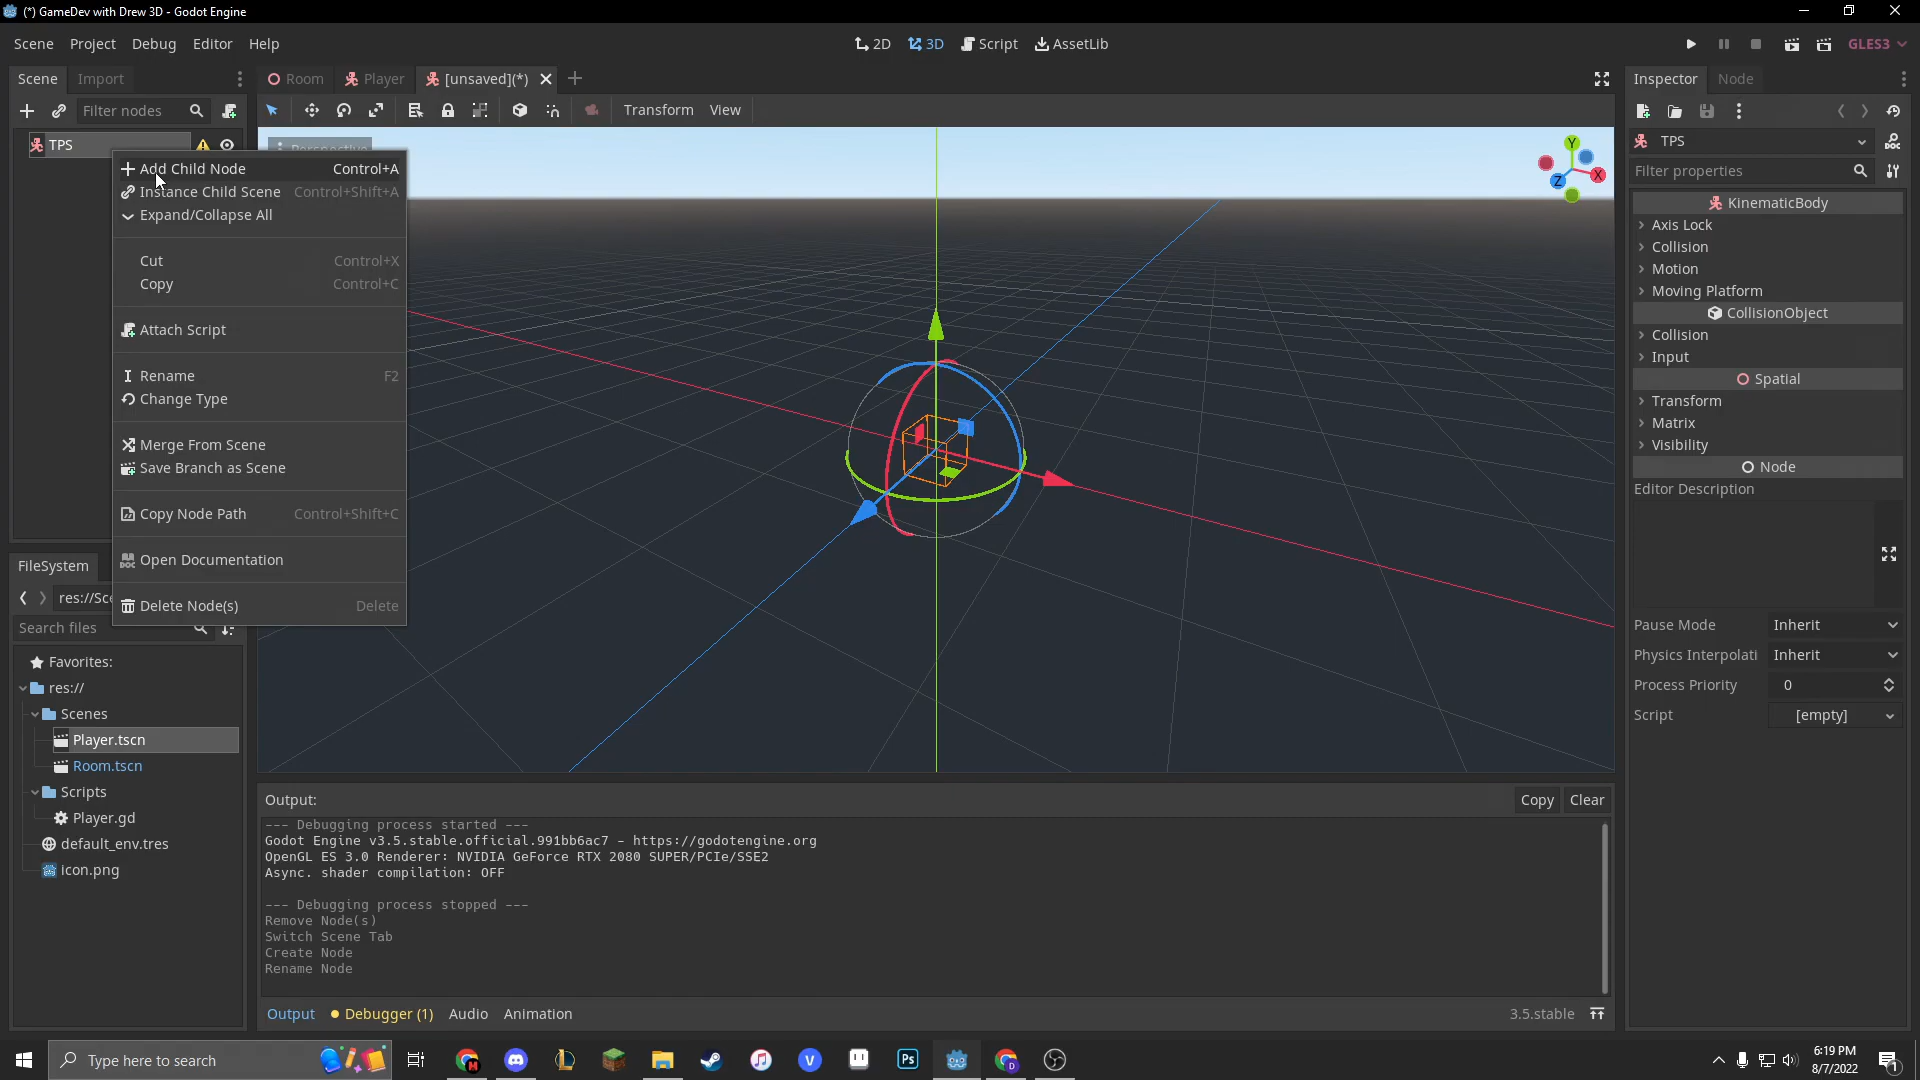 (*) GameDev with Drew 3D - Godot Engine
Scene Project Debug Editor Help
2D 3D Script AssetLib
GLES3
Scene Import
Room Player [unsaved](*)
Inspector Node
Filter nodes
Transform View
TPS
Perspective
Y
X
Z
TPS
Filter properties
Add Child Node Control+A
Instance Child Scene Control+Shift+A
Expand/Collapse All
Cut Control+X
Copy Control+C
Attach Script
Rename F2
Change Type
Merge From Scene
Save Branch as Scene
Copy Node Path Control+Shift+C
Open Documentation
Delete Node(s) Delete
KinematicBody
Axis Lock
Collision
Motion
Moving Platform
CollisionObject
Collision
Input
Spatial
Transform
Matrix
Visibility
Node
Editor Description
Pause Mode Inherit
Physics Interpolati Inherit
Process Priority 0
Script [empty]
FileSystem
res://Sce
Search files
Favorites:
res://
Scenes
Player.tscn
Room.tscn
Scripts
Player.gd
default_env.tres
icon.png
Output:
Copy Clear
--- Debugging process started ---
Godot Engine v3.5.stable.official.991bb6ac7 - https://godotengine.org
OpenGL ES 3.0 Renderer: NVIDIA GeForce RTX 2080 SUPER/PCIe/SSE2
Async. shader compilation: OFF
--- Debugging process stopped ---
Remove Node(s)
Switch Scene Tab
Create Node
Rename Node
Output Debugger (1) Audio Animation
3.5.stable
Type here to search
M
V
Ps
D
6:19 PM
8/7/2022
1